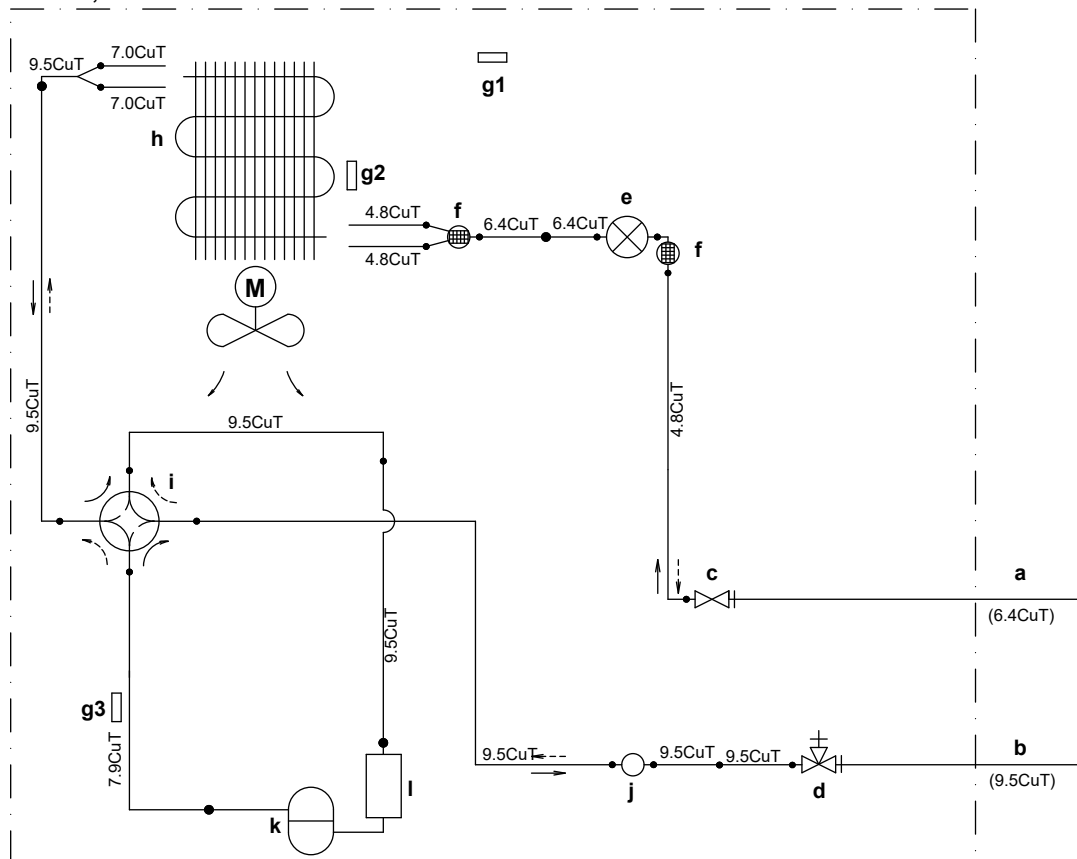 7.0CuT
9.5CuT
7.0CuT
g1
h
g2
4.8CuT
f
6.4CuT
6.4CuT
e
f
4.8CuT
M
9.5CuT
4.8CuT
9.5CuT
i
c
a
(6.4CuT)
9.5CuT
g3
7.9CuT
9.5CuT
9.5CuT
9.5CuT
b
(9.5CuT)
j
d
l
k